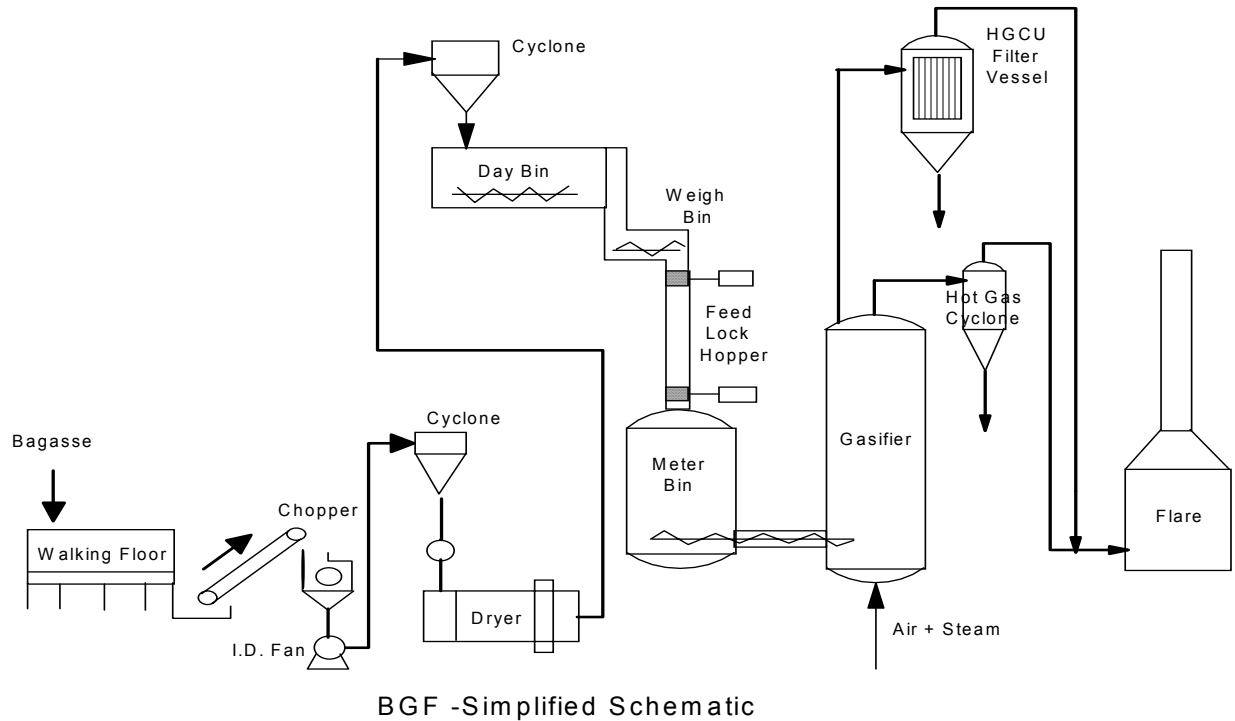 Cyclone
HGCU
Filter
Vessel
Day Bin
Weigh
Bin
Hot Gas
Cyclone
Feed
Lock
Hopper
Cyclone
Bagasse
Gasifier
Meter
Bin
Chopper
Flare
Walking Floor
Dryer
Air + Steam
I.D. Fan
BGF -Simplified Schematic